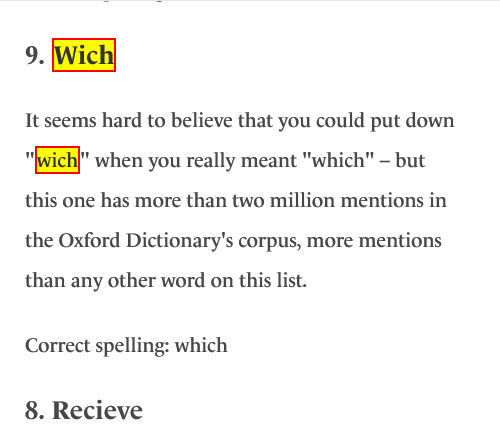 9. Wich
It seems hard to believe that you could put down
"wich" when you really meant "which" – but
this one has more than two million mentions in
the Oxford Dictionary's corpus, more mentions
than any other word on this list.
Correct spelling: which
8. Recieve